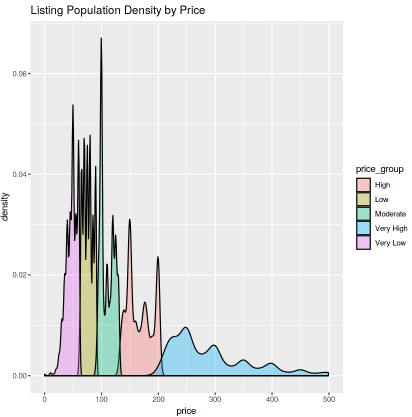 Listing Population Density by Price
density
0.06
0.04
0.02
0.00
0
100
200
300
400
500
price
price_group
High
Low
Moderate
Very High
Very Low